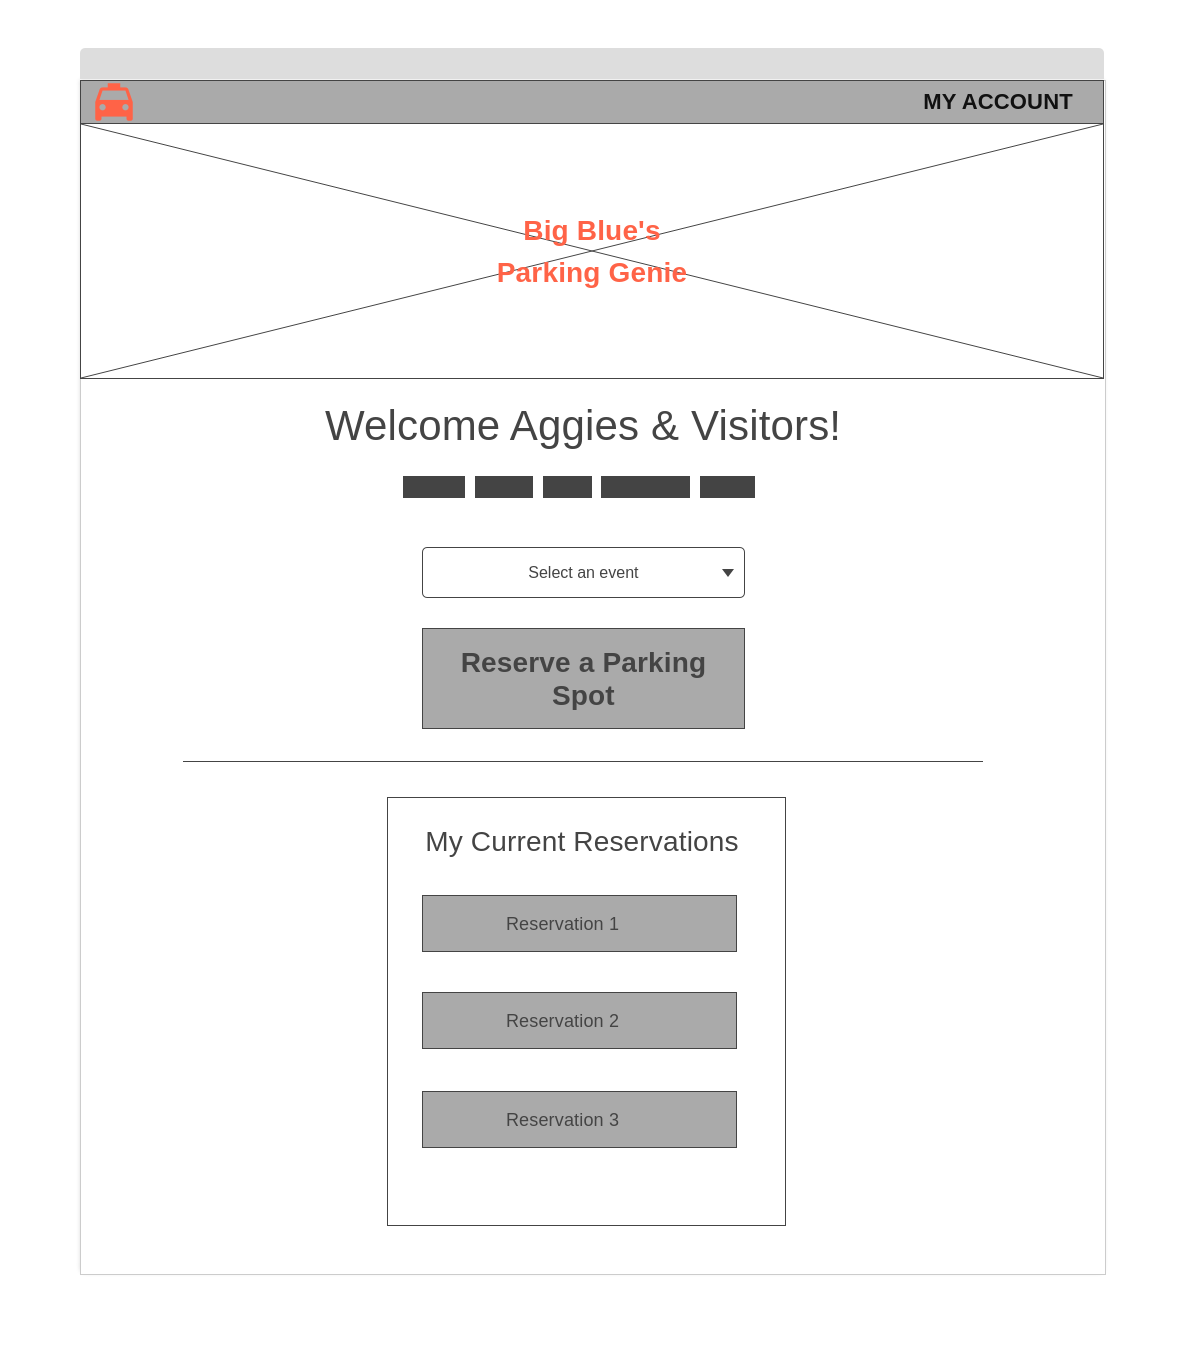 MY ACCOUNT
Big Blue's
Parking Genie
Welcome Aggies & Visitors!
Select an event
Reserve a Parking
Spot
My Current Reservations
Reservation 1
Reservation 2
Reservation 3